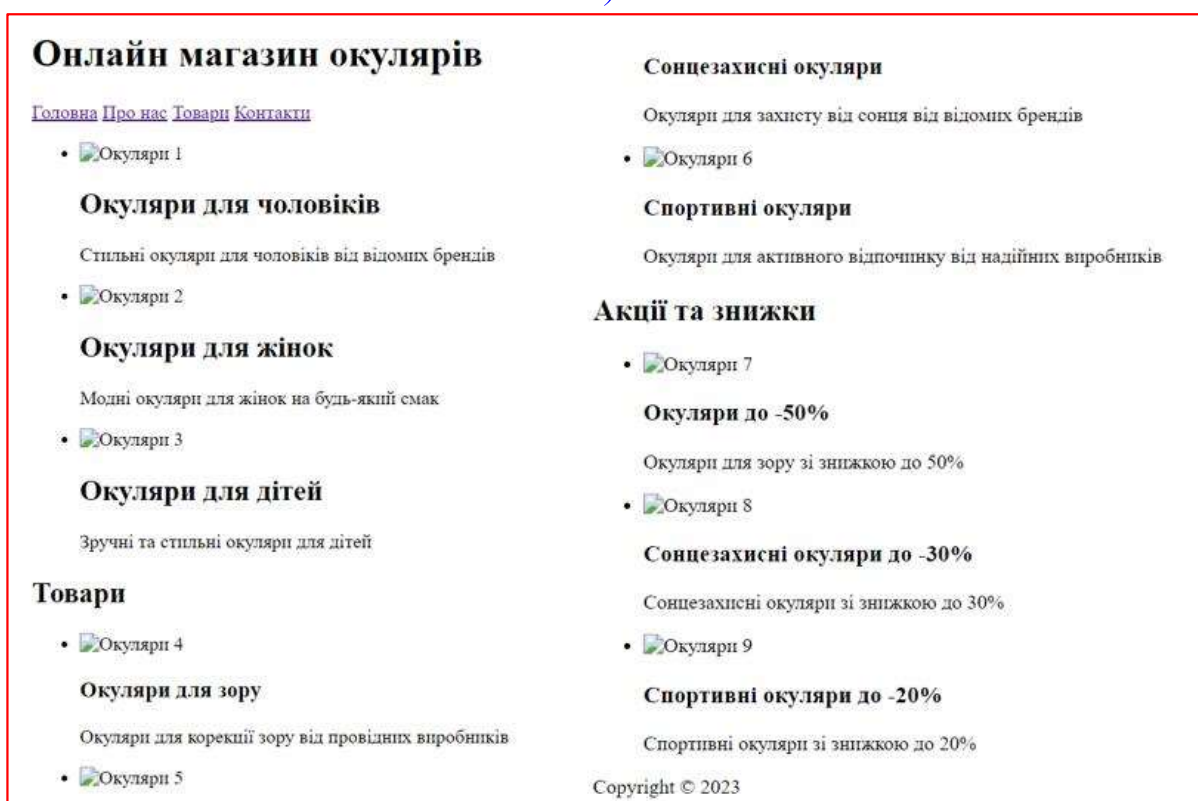 Онлайн магазин окулярів
Головна Про нас Товари Контакти
Окуляри 1
Окуляри для чоловіків
Стильні окуляри для чоловіків від відомих брендів
Окуляри 2
Окуляри для жінок
Модні окуляри для жінок на будь-який смак
Окуляри 3
Окуляри для дітей
Зручні та стильні окуляри для дітей
Товари
Окуляри 4
Окуляри для зору
Окуляри для корекції зору від провідних виробників
Окуляри 5
Сонцезахисні окуляри
Окуляри для захисту від сонця від відомих брендів
Окуляри 6
Спортивні окуляри
Окуляри для активного відпочинку від надійних виробників
Акції та знижки
Окуляри 7
Окуляри до -50%
Окуляри для зору зі знижкою до 50%
Окуляри 8
Сонцезахисні окуляри до -30%
Сонцезахисні окуляри зі знижкою до 30%
Окуляри 9
Спортивні окуляри до -20%
Спортивні окуляри зі знижкою до 20%
Copyright © 2023